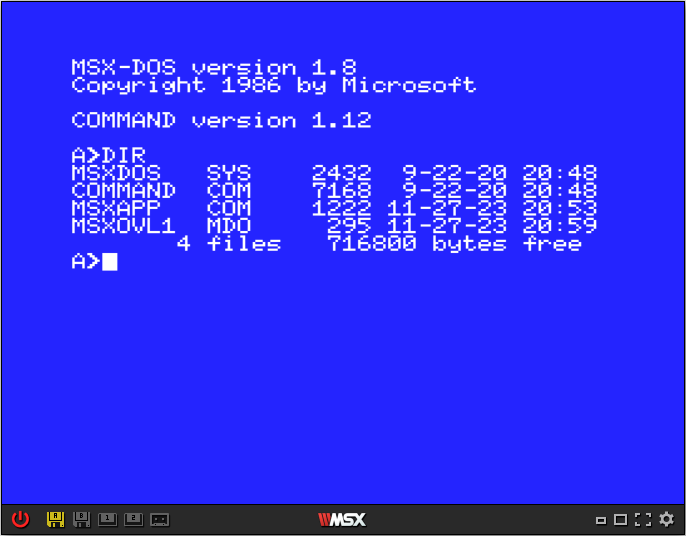 MSX-DOS version 1.8
Copyright 1986 by Microsoft
COMMAND version 1.12
A>DIR
MSXDOS   SYS    2432  9-22-20 20:48
COMMAND  COM    7168  9-22-20 20:48
MSXAPP   COM    1222 11-27-23 20:53
MSXOVL1  MDO     295 11-27-23 20:59
       4 files   716800 bytes free
A>
A B 1 2
WMSX